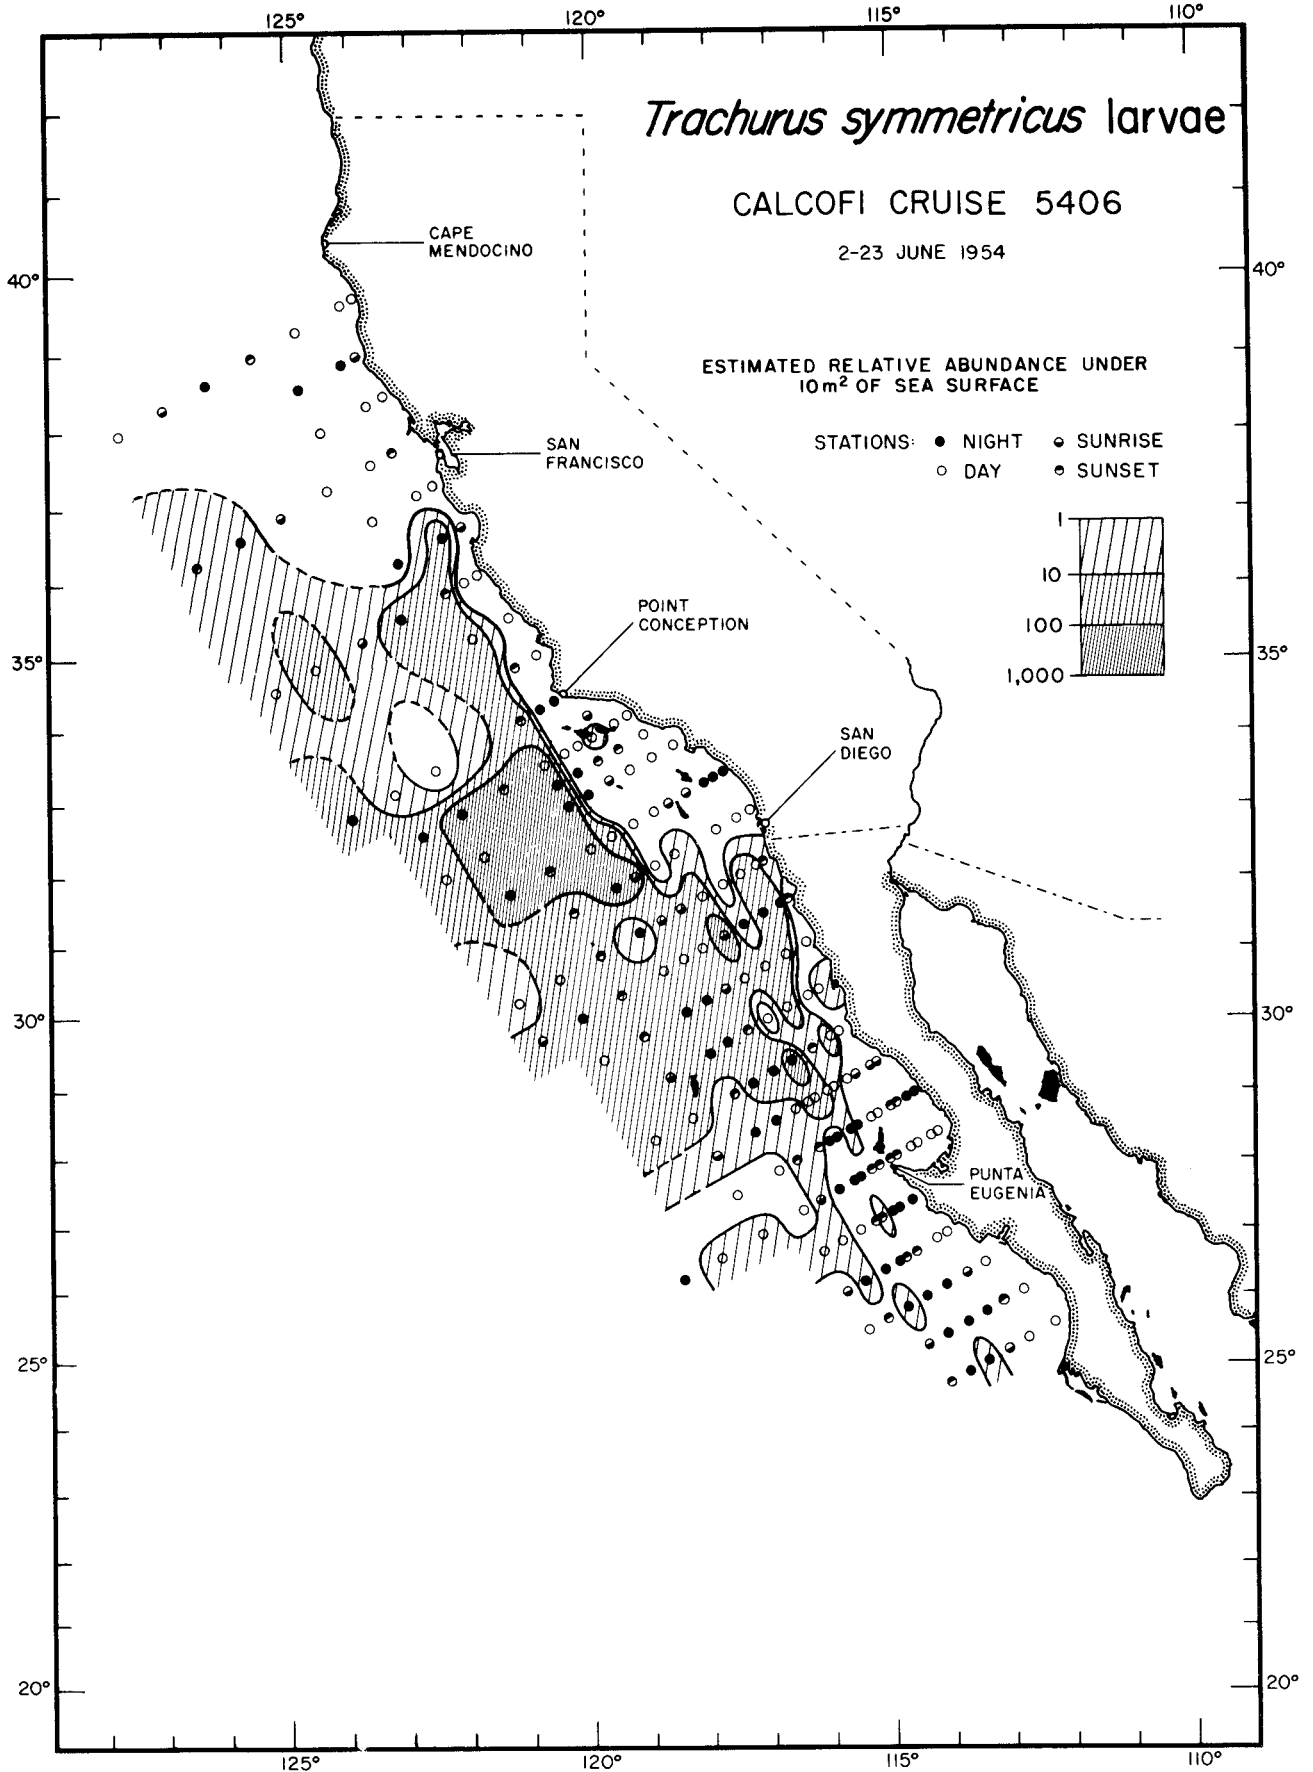 125° 120° 115° 110°
Trachurus symmetricus larvae
CALCOFI CRUISE 5406
2-23 JUNE 1954
CAPE
MENDOCINO
40° 40°
ESTIMATED RELATIVE ABUNDANCE UNDER
10m² OF SEA SURFACE
STATIONS: NIGHT SUNRISE
DAY SUNSET
SAN
FRANCISCO
1
10
100
1,000
POINT
CONCEPTION
35° 35°
SAN
DIEGO
30° 30°
PUNTA
EUGENIA
25° 25°
20° 20°
125° 120° 115° 110°